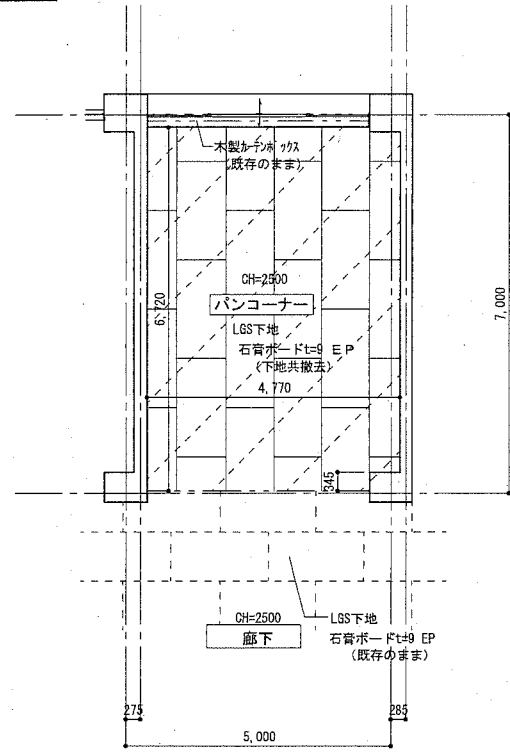 木製カーテンボックス
(既存のまま)
CH=2500
パンコーナー
LGS下地
石膏ボードt=9 EP
(下地共撤去)
4,770
6,720
7,000
345
LGS下地
石膏ボードt=9 EP
(既存のまま)
CH=2500
廊下
275
285
5,000